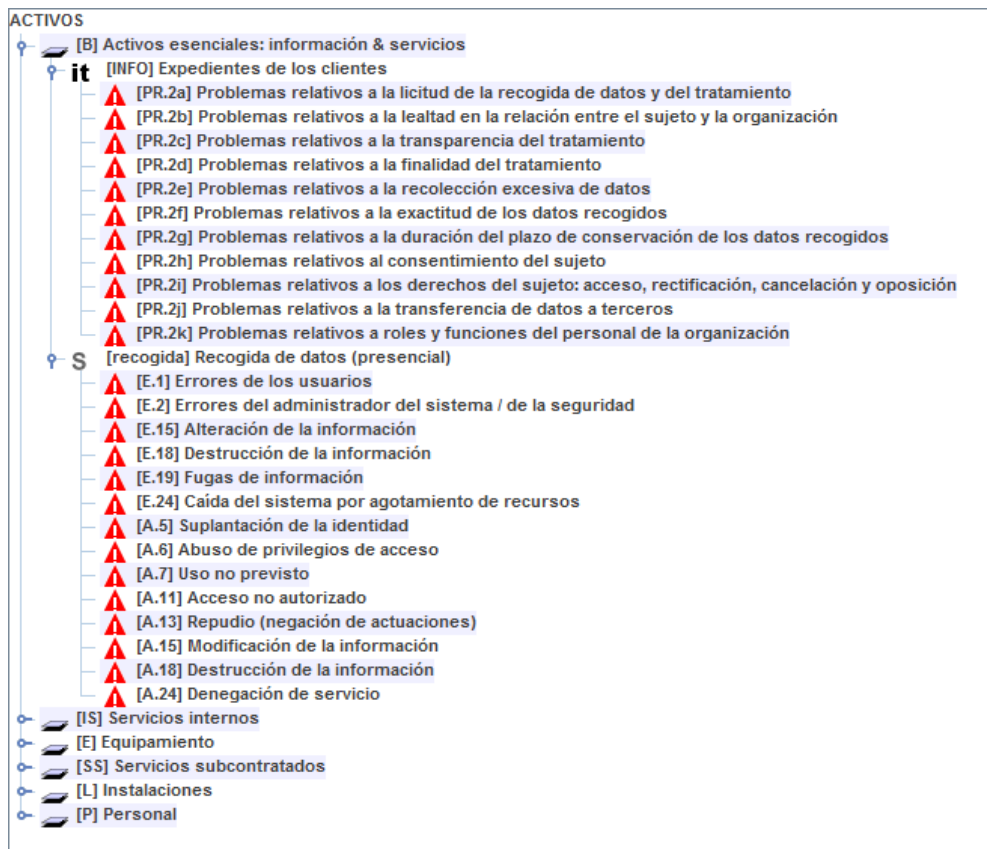 ACTIVOS
[B] Activos esenciales: información & servicios
it [INFO] Expedientes de los clientes
[PR.2a] Problemas relativos a la licitud de la recogida de datos y del tratamiento
[PR.2b] Problemas relativos a la lealtad en la relación entre el sujeto y la organización
[PR.2c] Problemas relativos a la transparencia del tratamiento
[PR.2d] Problemas relativos a la finalidad del tratamiento
[PR.2e] Problemas relativos a la recolección excesiva de datos
[PR.2f] Problemas relativos a la exactitud de los datos recogidos
[PR.2g] Problemas relativos a la duración del plazo de conservación de los datos recogidos
[PR.2h] Problemas relativos al consentimiento del sujeto
[PR.2i] Problemas relativos a los derechos del sujeto: acceso, rectificación, cancelación y oposición
[PR.2j] Problemas relativos a la transferencia de datos a terceros
[PR.2k] Problemas relativos a roles y funciones del personal de la organización
S [recogida] Recogida de datos (presencial)
[E.1] Errores de los usuarios
[E.2] Errores del administrador del sistema / de la seguridad
[E.15] Alteración de la información
[E.18] Destrucción de la información
[E.19] Fugas de información
[E.24] Caída del sistema por agotamiento de recursos
[A.5] Suplantación de la identidad
[A.6] Abuso de privilegios de acceso
[A.7] Uso no previsto
[A.11] Acceso no autorizado
[A.13] Repudio (negación de actuaciones)
[A.15] Modificación de la información
[A.18] Destrucción de la información
[A.24] Denegación de servicio
[IS] Servicios internos
[E] Equipamiento
[SS] Servicios subcontratados
[L] Instalaciones
[P] Personal